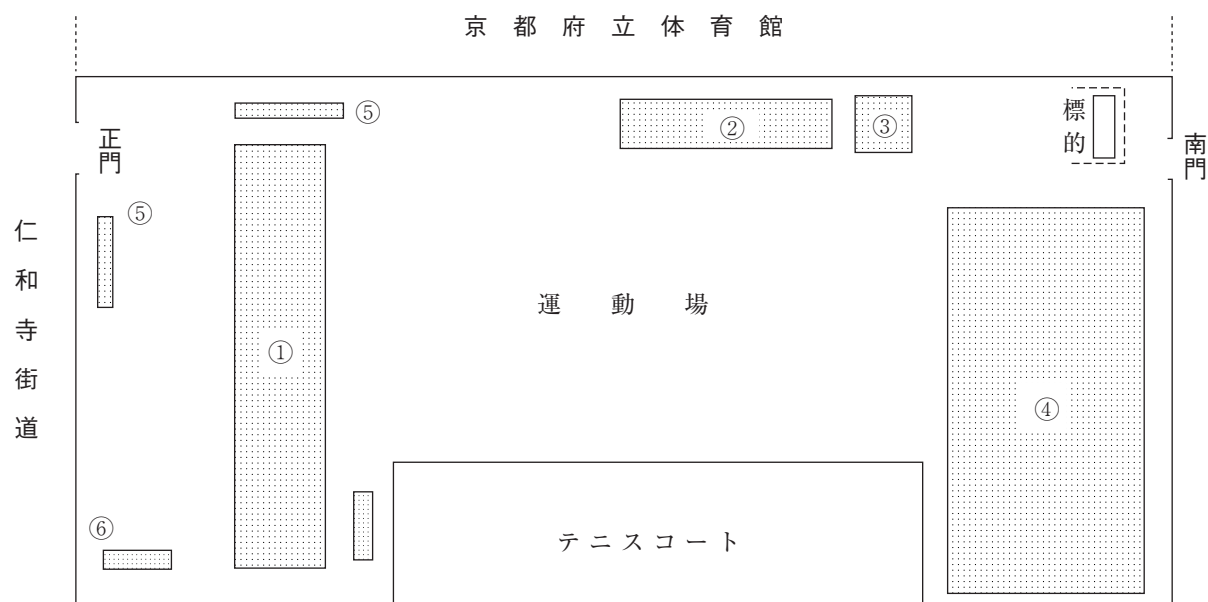 京都府立体育館
⑤
②
③
標的
正門
南門
⑤
仁和寺街道
運動場
①
④
⑥
テニスコート